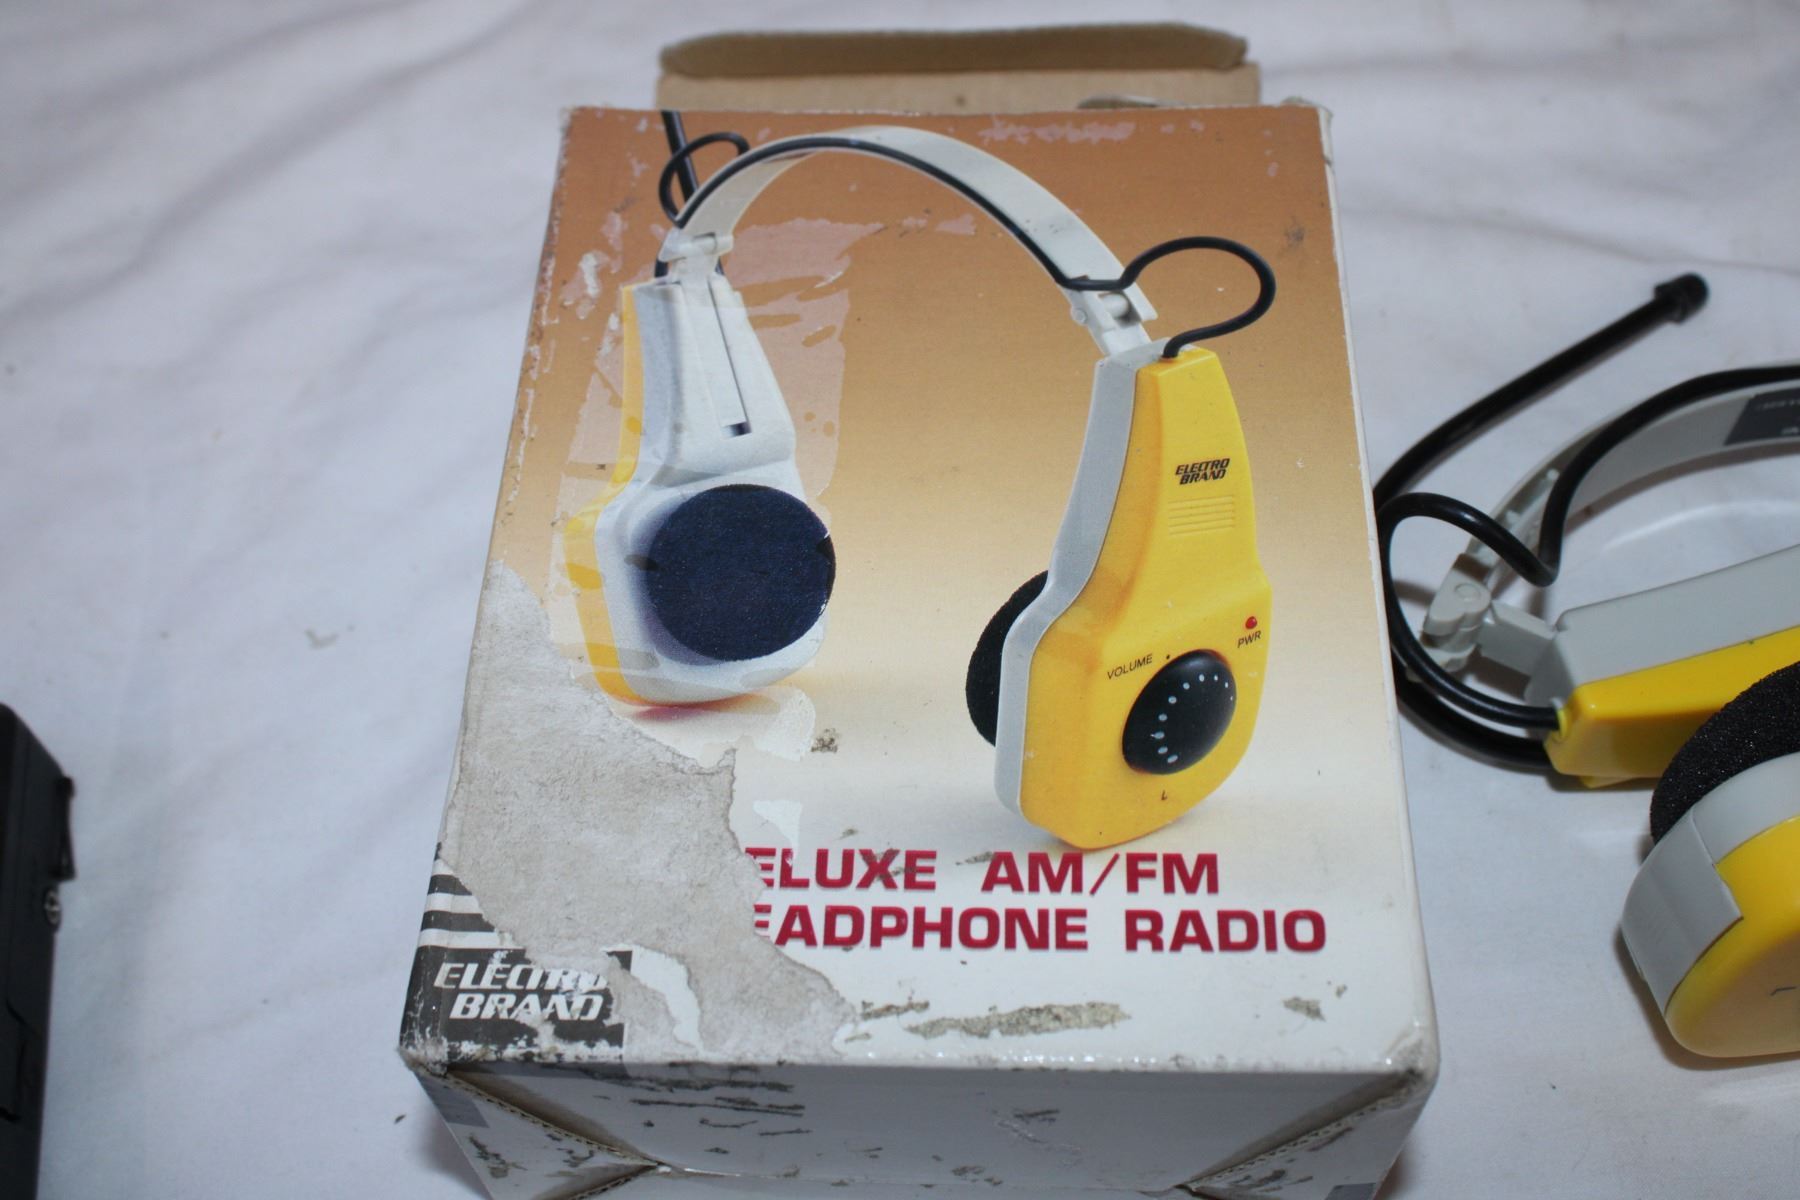 ELECTRO
BRAND
PWR
VOLUME
L
ELUXE AM/FM
EADPHONE RADIO
ELECTRO
BRAND